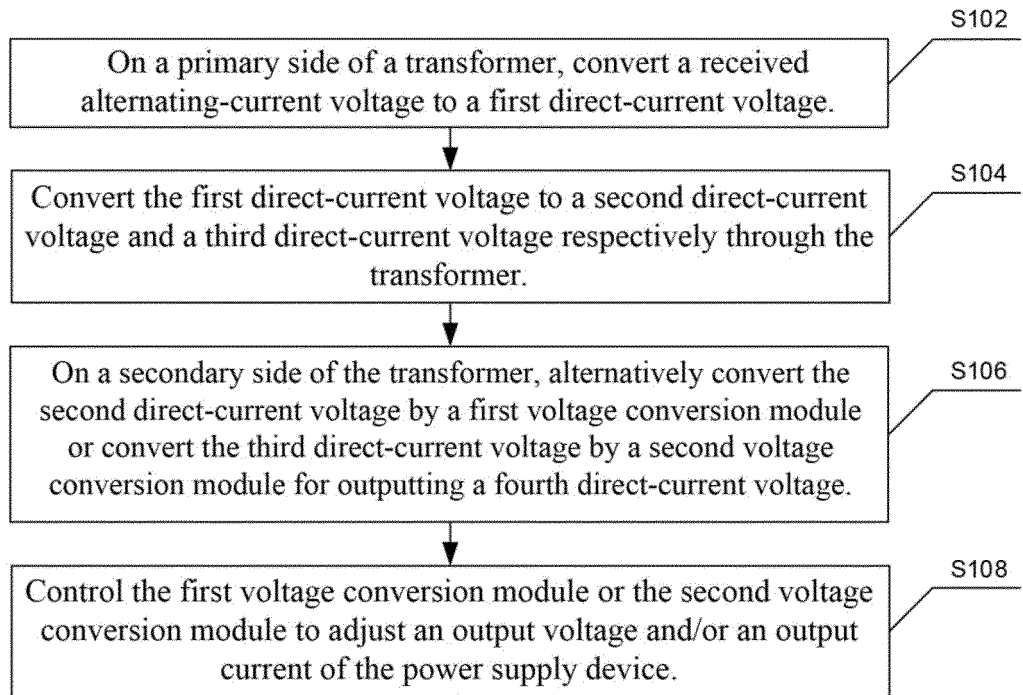 S102
On a primary side of a transformer, convert a received
alternating-current voltage to a first direct-current voltage.
S104
Convert the first direct-current voltage to a second direct-current
voltage and a third direct-current voltage respectively through the
transformer.
S106
On a secondary side of the transformer, alternatively convert the
second direct-current voltage by a first voltage conversion module
or convert the third direct-current voltage by a second voltage
conversion module for outputting a fourth direct-current voltage.
S108
Control the first voltage conversion module or the second voltage
conversion module to adjust an output voltage and/or an output
current of the power supply device.